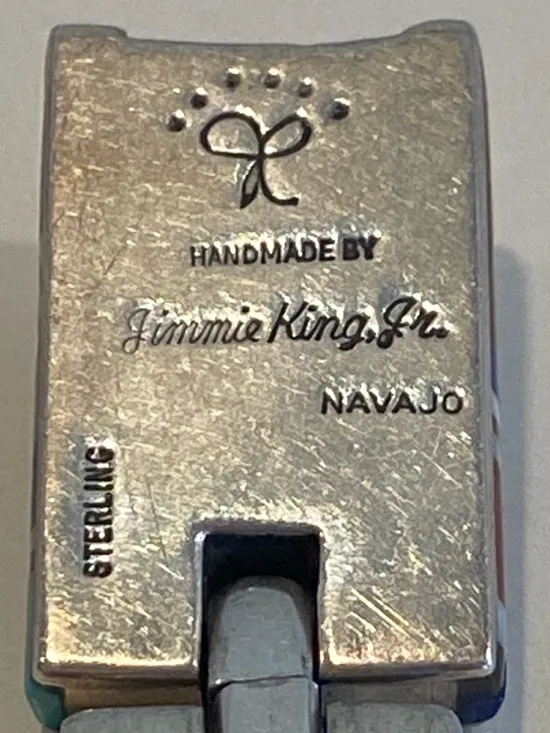 HANDMADE BY
Jimmie King, Jr.
NAVAJO
STERLING